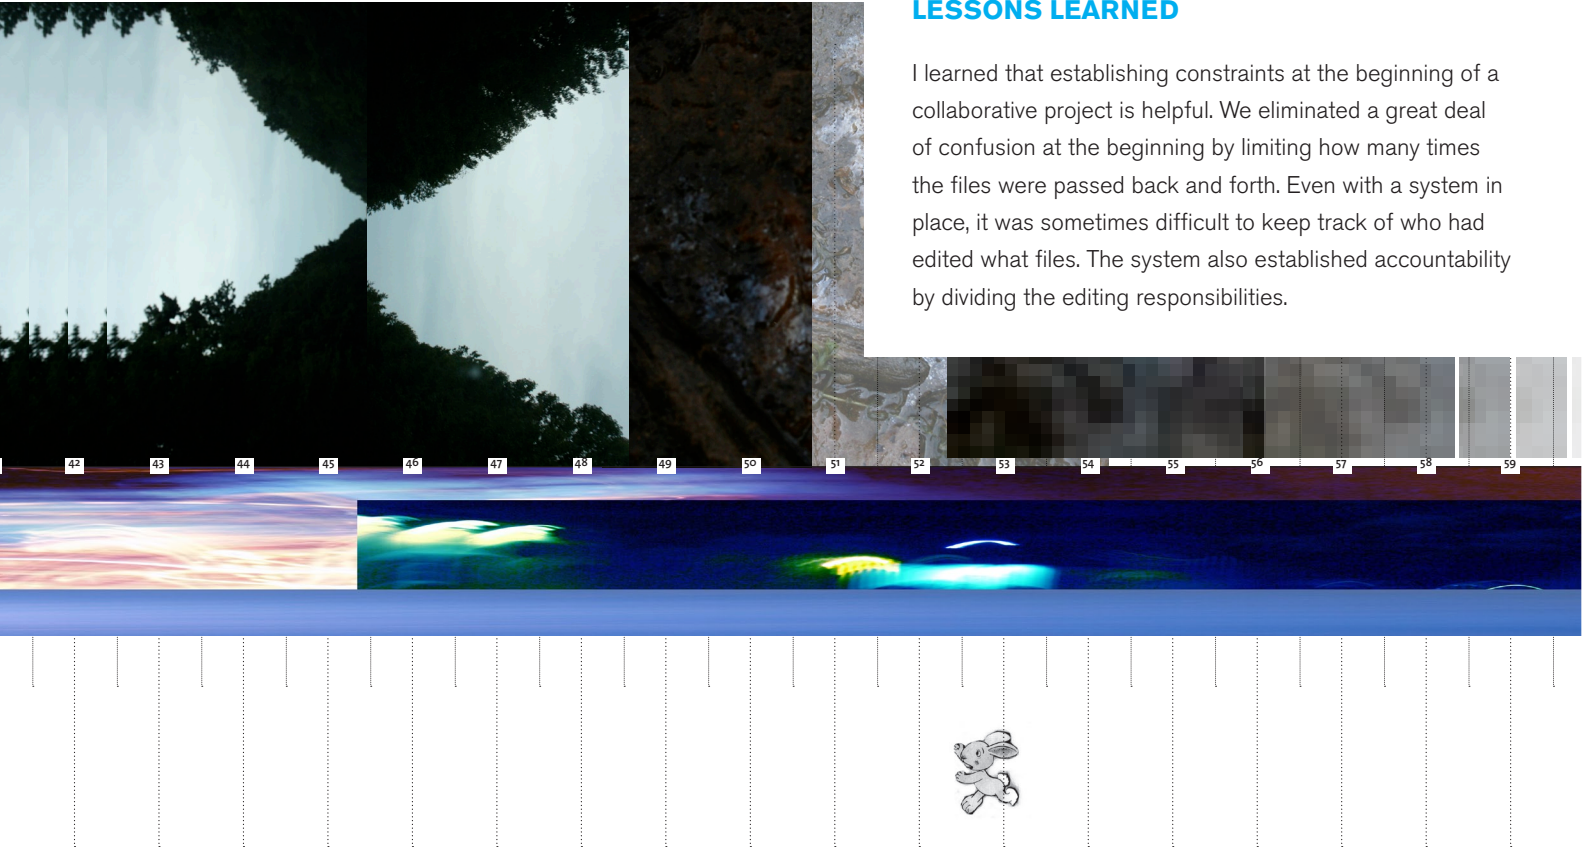 LESSONS LEARNED
I learned that establishing constraints at the beginning of a
collaborative project is helpful. We eliminated a great deal
of confusion at the beginning by limiting how many times
the files were passed back and forth. Even with a system in
place, it was sometimes difficult to keep track of who had
edited what files. The system also established accountability
by dividing the editing responsibilities.
42 43 44 45 46 47 48 49 50 51 52 53 54 55 56 57 58 59